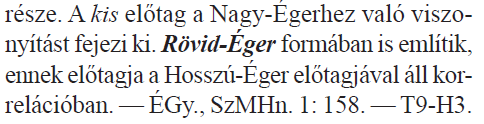 része. A kis előtag a Nagy-Égerhez való viszo-
nyítást fejezi ki. Rövid-Éger formában is említik,
ennek előtagja a Hosszú-Éger előtagjával áll kor-
relációban. — ÉGy., SzMHn. 1: 158. — T9-H3.